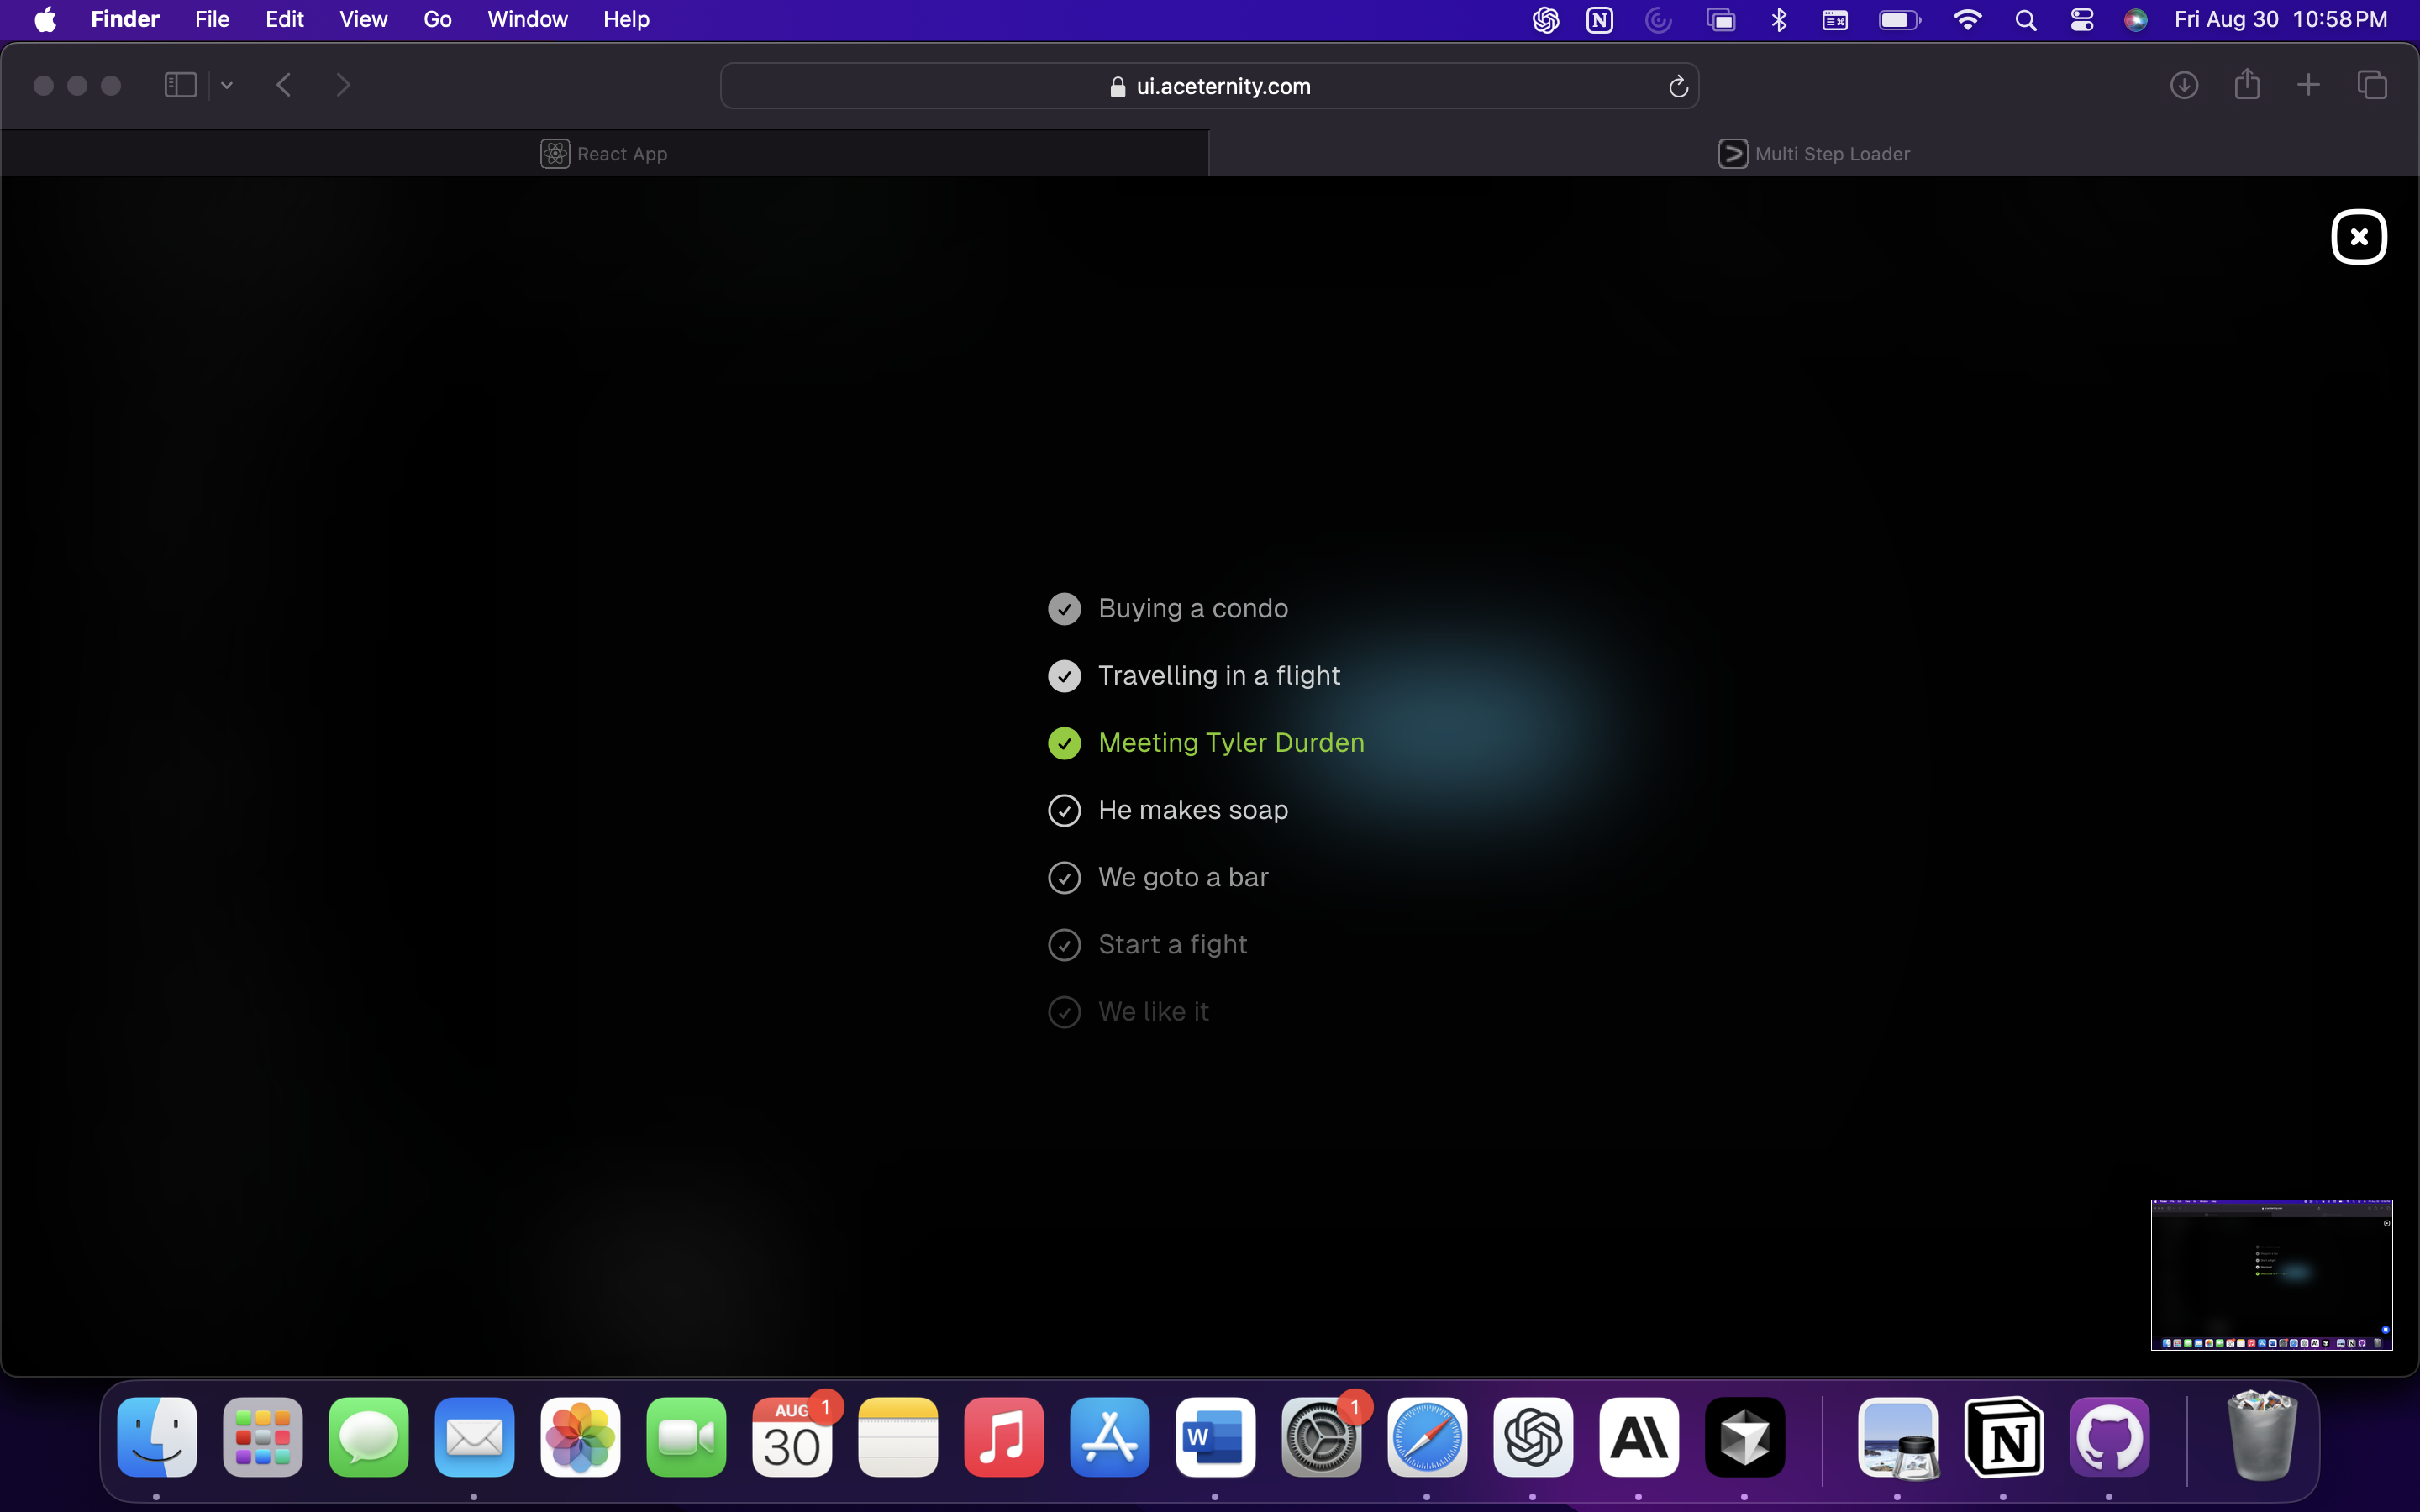 Finder File Edit View Go Window Help Fri Aug 30 10:58 PM
ui.aceternity.com
React App
Multi Step Loader
Buying a condo
Travelling in a flight
Meeting Tyler Durden
He makes soap
We goto a bar
Start a fight
We like it
AUG 1
30
W
1